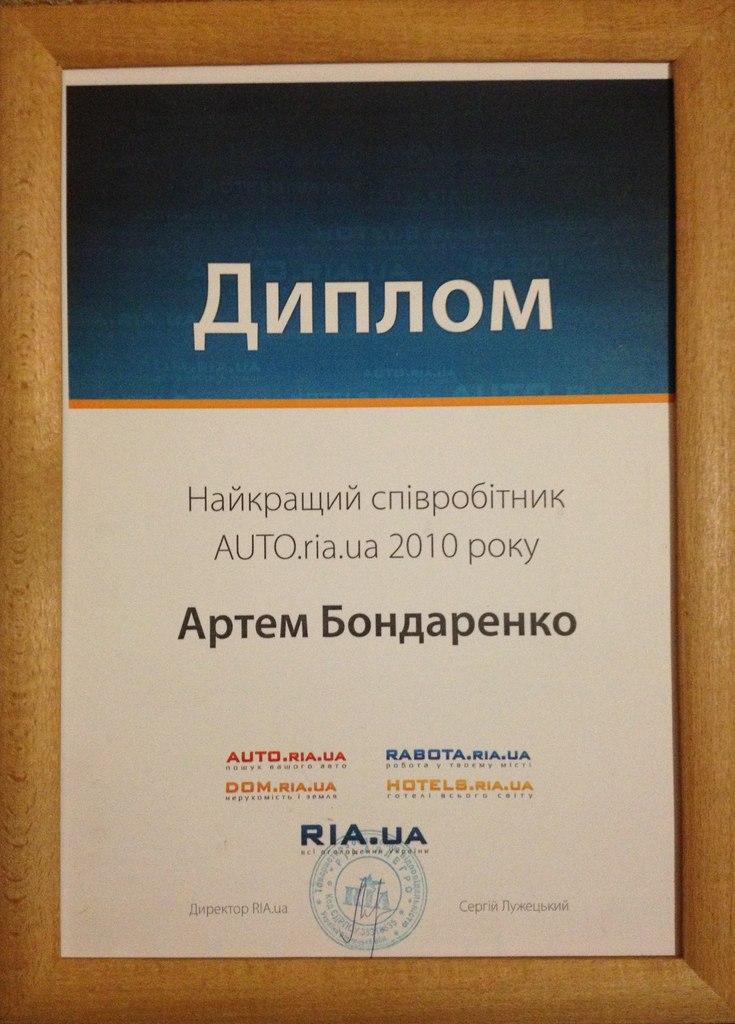 Диплом
Найкращий співробітник
AUTO.ria.ua 2010 року
Артем Бондаренко
AUTO.RIA.UA RABOTA.RIA.UA
пошук вашого авто робота у твоєму місті
DOM.RIA.UA HOTELS.RIA.UA
нерухомість і земля готелі всього світу
RIA.UA
всі оголошення України
Директор RIA.ua Сергій Лужецький